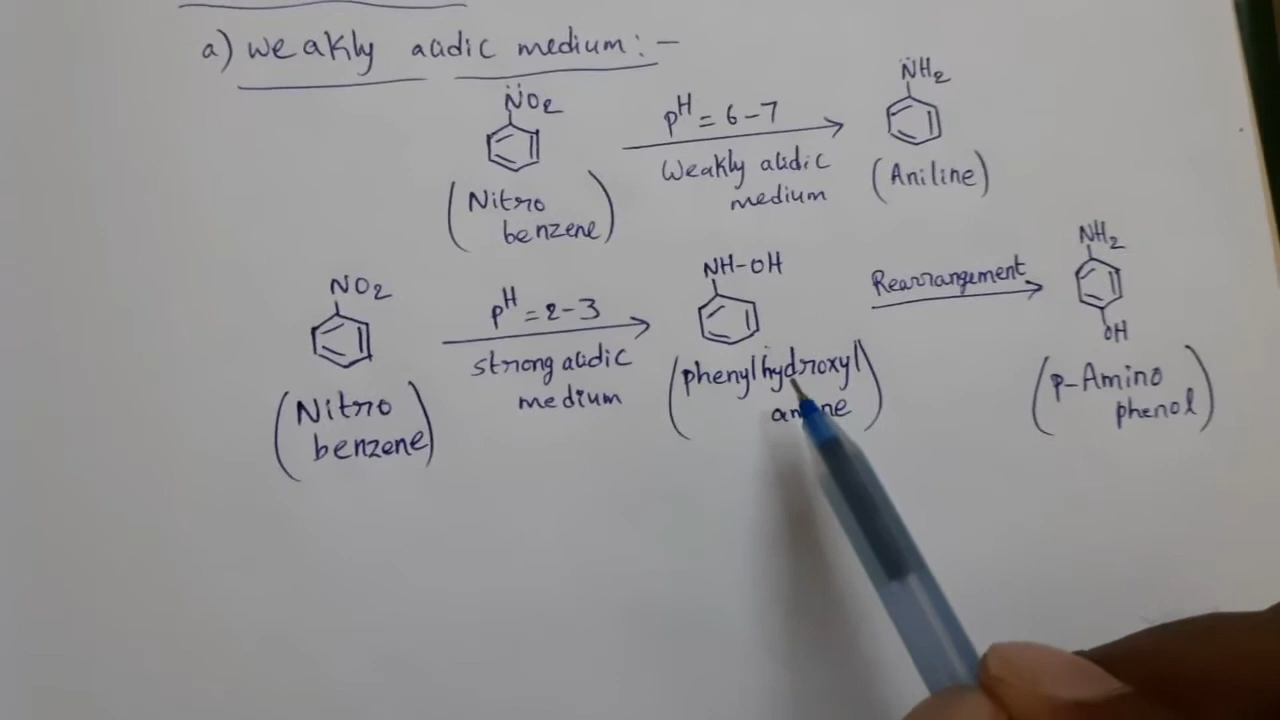 a) weakly acidic medium:-
NO2
pH = 6-7
NH2
Weakly acidic
medium
(Aniline)
(Nitro
benzene)
NO2
pH = 2-3
NH-OH
Rearrangement
NH2
OH
strong acidic
medium
(phenylhydroxyl
amine)
(Nitro
benzene)
(p-Amino
phenol)